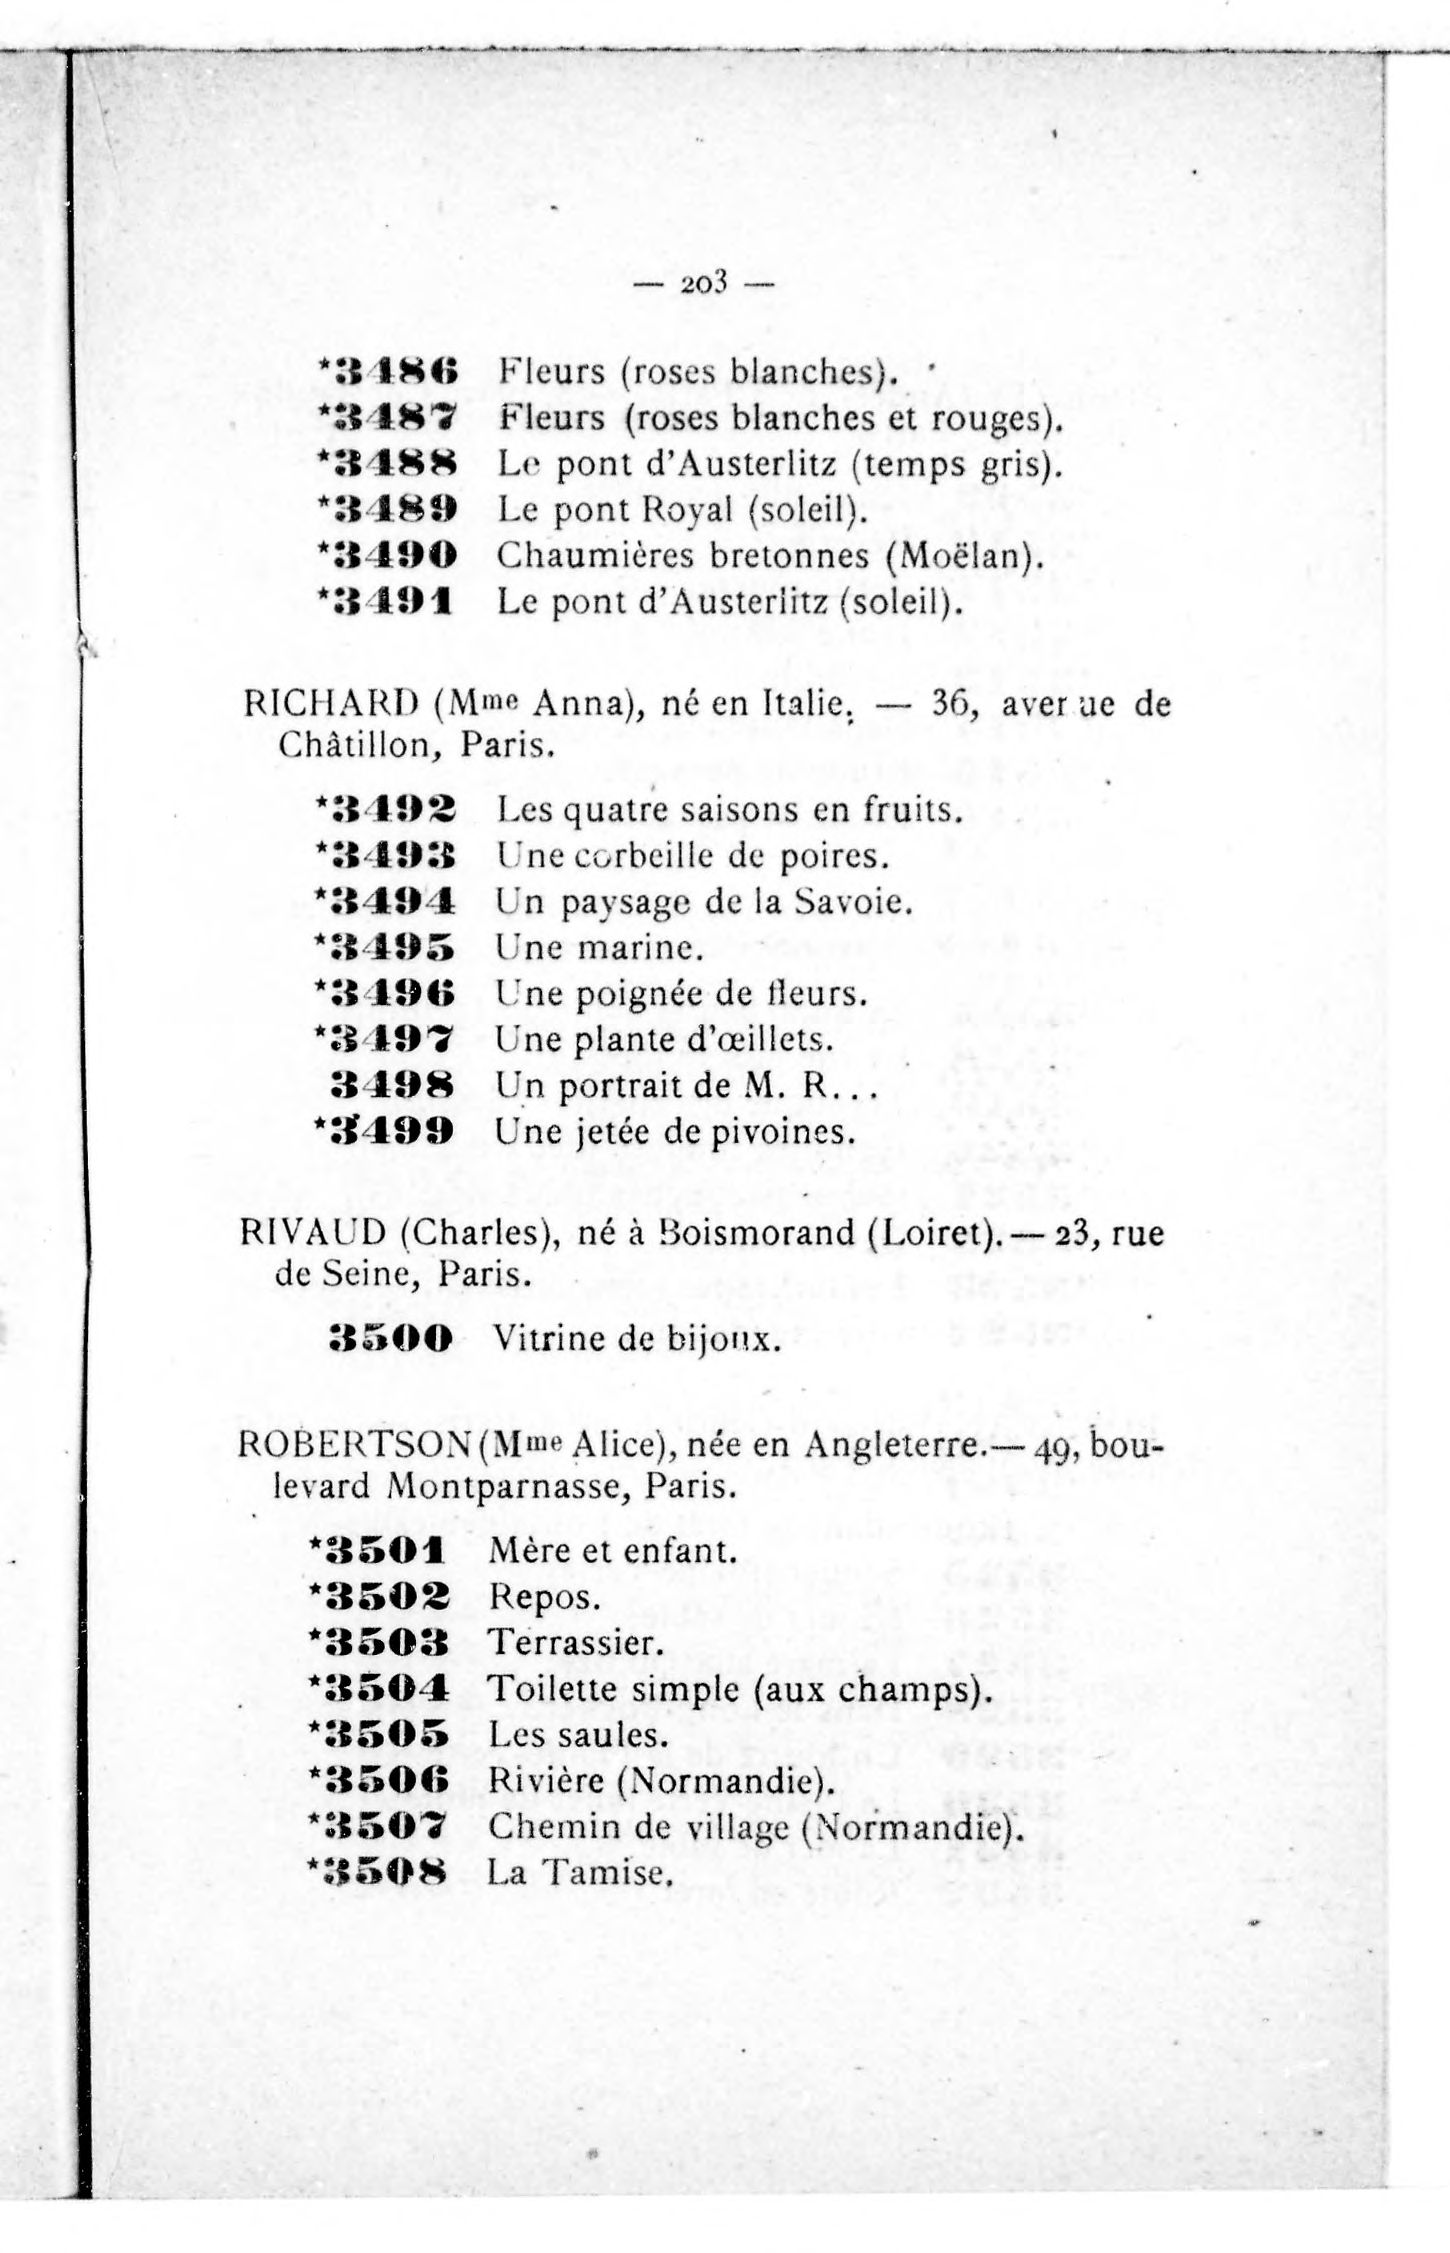 — 203 —
*3486 Fleurs (roses blanches).
*3487 Fleurs (roses blanches et rouges).
*3488 Le pont d'Austerlitz (temps gris).
*3489 Le pont Royal (soleil).
*3490 Chaumières bretonnes (Moëlan).
*3491 Le pont d'Austerlitz (soleil).
RICHARD (Mme Anna), né en Italie. — 36, avenue de
Châtillon, Paris.
*3492 Les quatre saisons en fruits.
*3493 Une corbeille de poires.
*3494 Un paysage de la Savoie.
*3495 Une marine.
*3496 Une poignée de fleurs.
*3497 Une plante d'œillets.
3498 Un portrait de M. R...
*3499 Une jetée de pivoines.
RIVAUD (Charles), né à Boismorand (Loiret). — 23, rue
de Seine, Paris.
3500 Vitrine de bijoux.
ROBERTSON (Mme Alice), née en Angleterre. — 49, bou-
levard Montparnasse, Paris.
*3501 Mère et enfant.
*3502 Repos.
*3503 Terrassier.
*3504 Toilette simple (aux champs).
*3505 Les saules.
*3506 Rivière (Normandie).
*3507 Chemin de village (Normandie).
*3508 La Tamise.